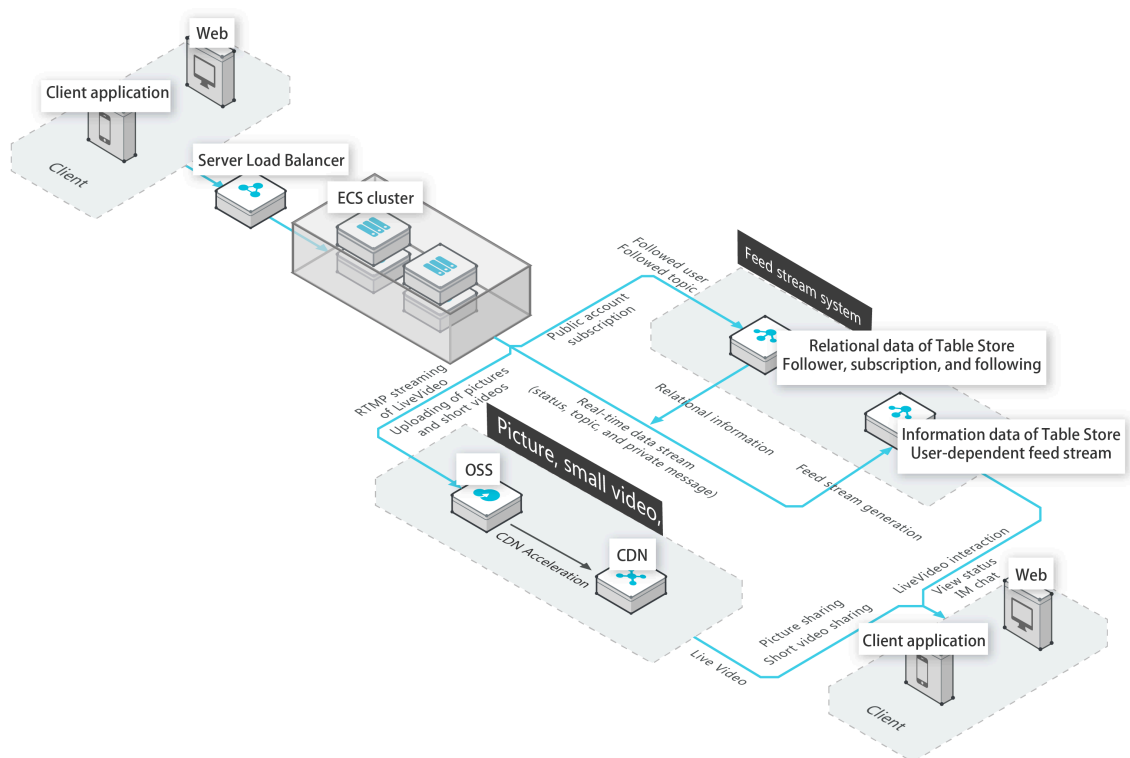 Web
Client application
Client
Server Load Balancer
ECS cluster
Followed user
Followed topic
Public account
subscription
Feed stream system
Relational data of Table Store
Follower, subscription, and following
RTMP streaming
of LiveVideo
Uploading of pictures
and short videos
Real-time data stream
(status, topic, and private message)
Relational information
Information data of Table Store
User-dependent feed stream
Feed stream generation
Picture, small video,
OSS
CDN Acceleration
CDN
LiveVideo interaction
View status
IM chat
Picture sharing
Short video sharing
Live Video
Web
Client application
Client